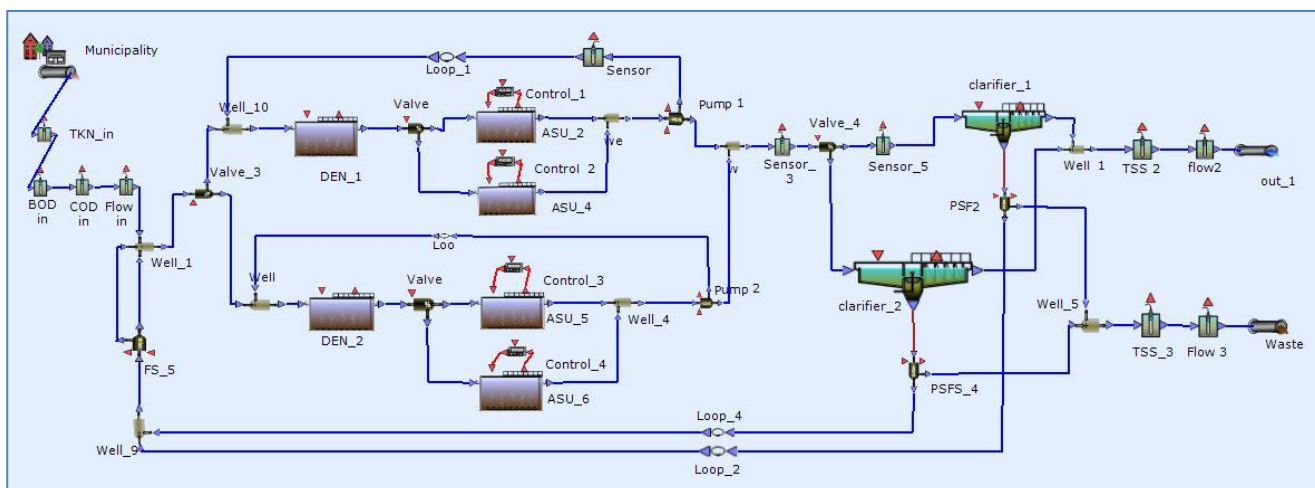 Municipality
TKN_in
BOD
in
COD
in
Flow
in
Well_1
FS_5
Well_9
Valve_3
Well_10
Loop_1
Sensor
DEN_1
Valve
Control_1
ASU_2
Control 2
ASU_4
We
Pump 1
Loo
Well
DEN_2
Valve
Control_3
ASU_5
Control_4
ASU_6
Well_4
Pump 2
w
Sensor_
3
Valve_4
Sensor_5
clarifier_1
Well 1
TSS 2
flow2
out_1
PSF2
clarifier_2
PSFS_4
Well_5
TSS_3
Flow 3
Waste
Loop_4
Loop_2